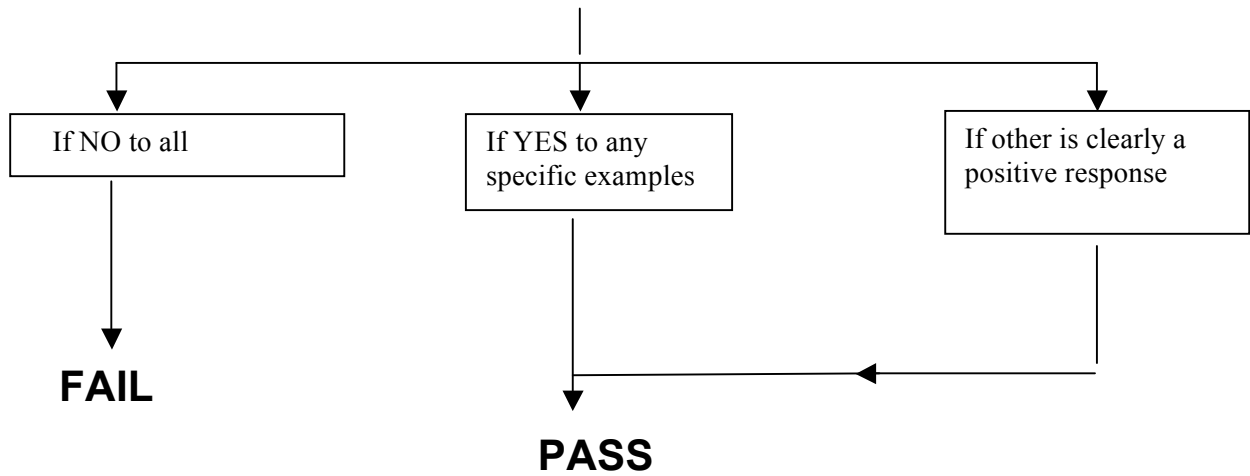 If NO to all
If YES to any
specific examples
If other is clearly a
positive response
FAIL
PASS